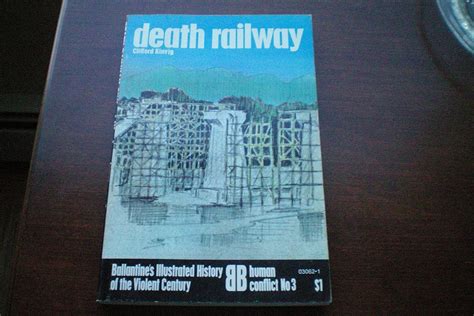 death railway
Clifford Kinvig
Ballantine's Illustrated History
of the Violent Century
BB
human
conflict No 3
03062-1
$1